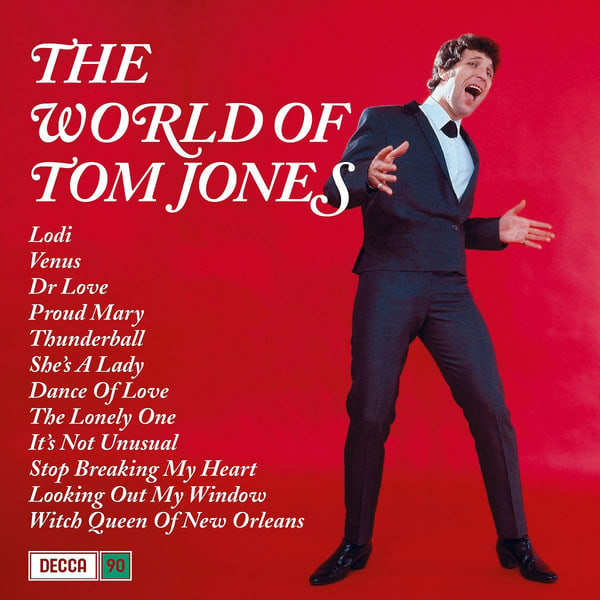 THE
WORLD OF
TOM JONES
Lodi
Venus
Dr Love
Proud Mary
Thunderball
She's A Lady
Dance Of Love
The Lonely One
It's Not Unusual
Stop Breaking My Heart
Looking Out My Window
Witch Queen Of New Orleans
DECCA 90